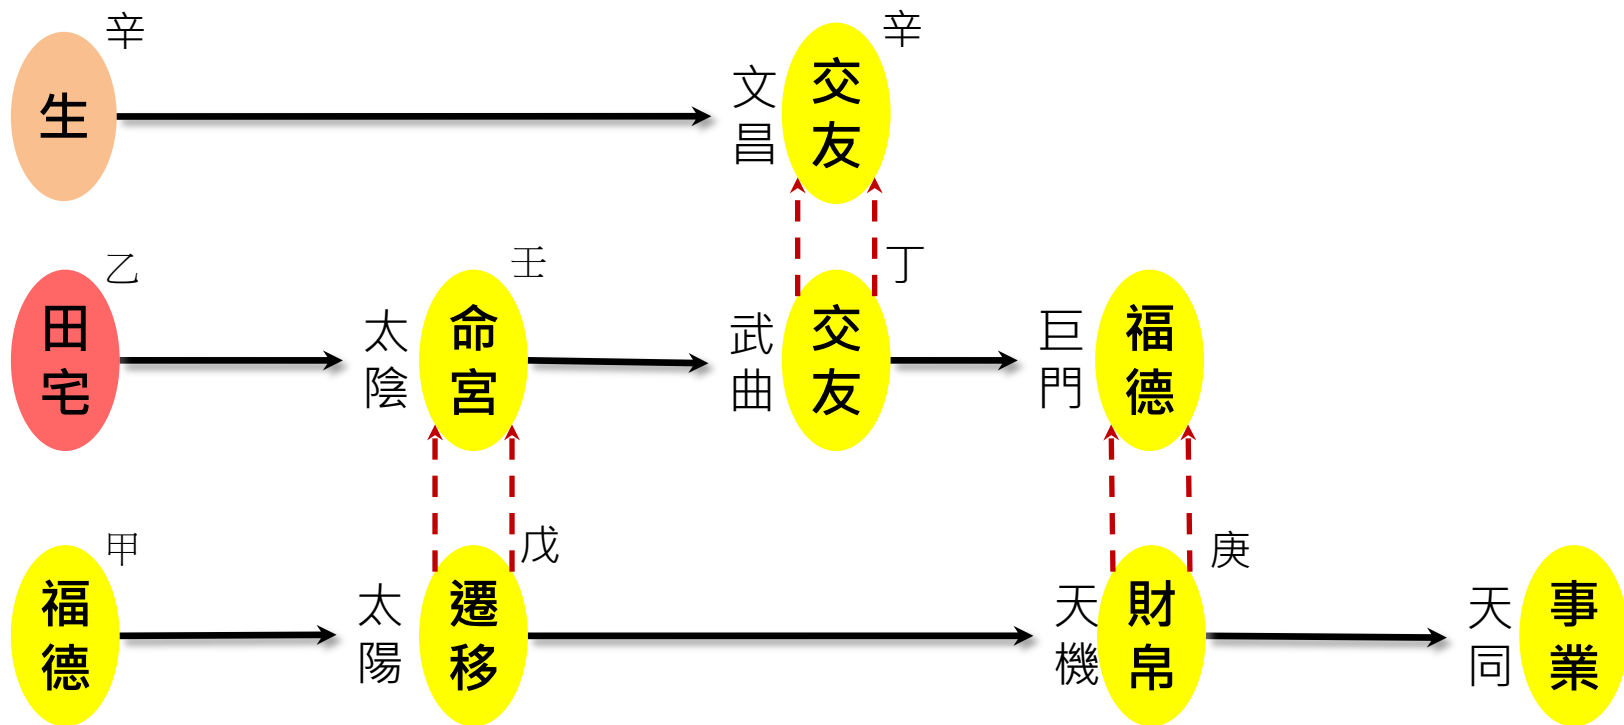 辛
生
文昌
交友
辛
乙
田宅
太陰
命宮
壬
武曲
交友
丁
巨門
福德
甲
福德
太陽
遷移
戊
天機
財帛
庚
天同
事業